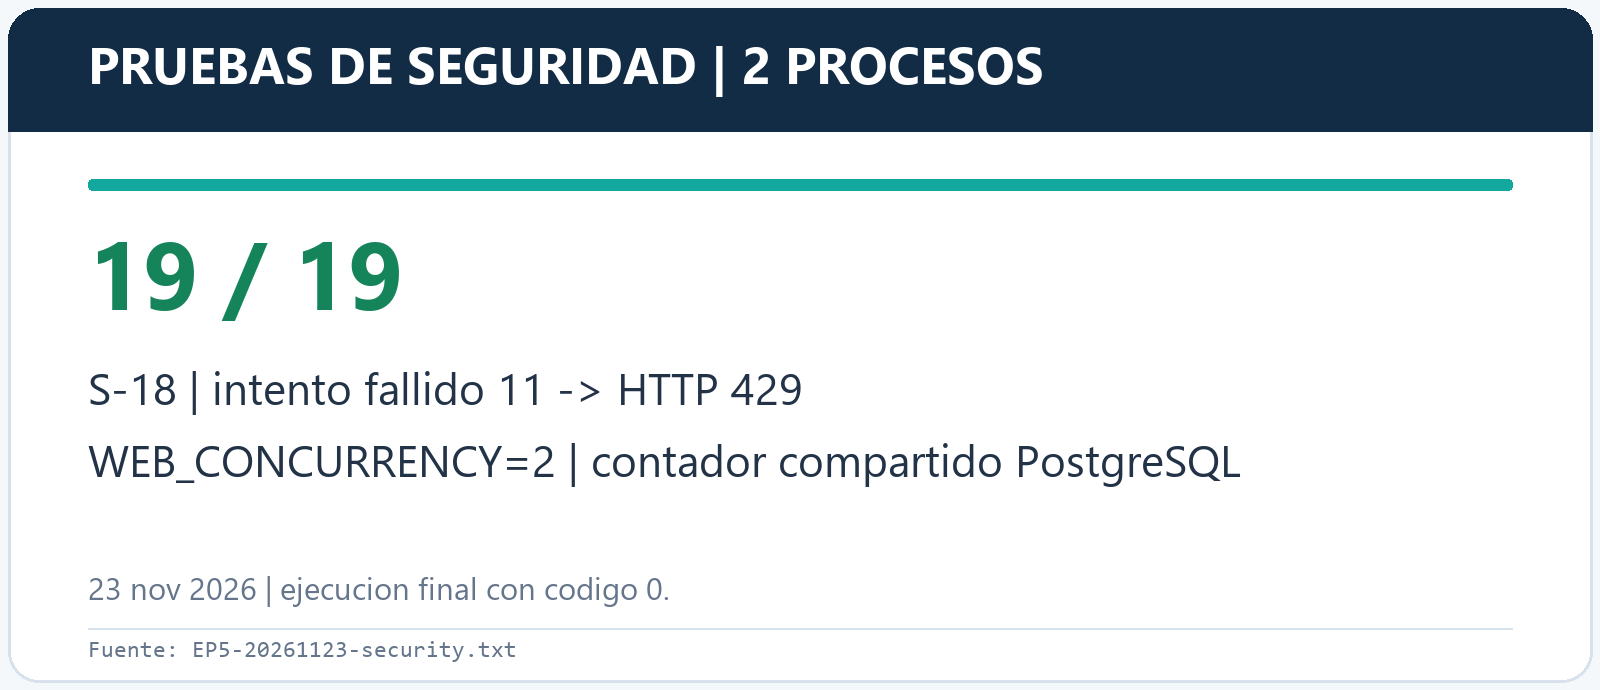 PRUEBAS DE SEGURIDAD | 2 PROCESOS
19 / 19
S-18 | intento fallido 11 -> HTTP 429
WEB_CONCURRENCY=2 | contador compartido PostgreSQL
23 nov 2026 | ejecucion final con codigo 0.
Fuente: EP5-20261123-security.txt